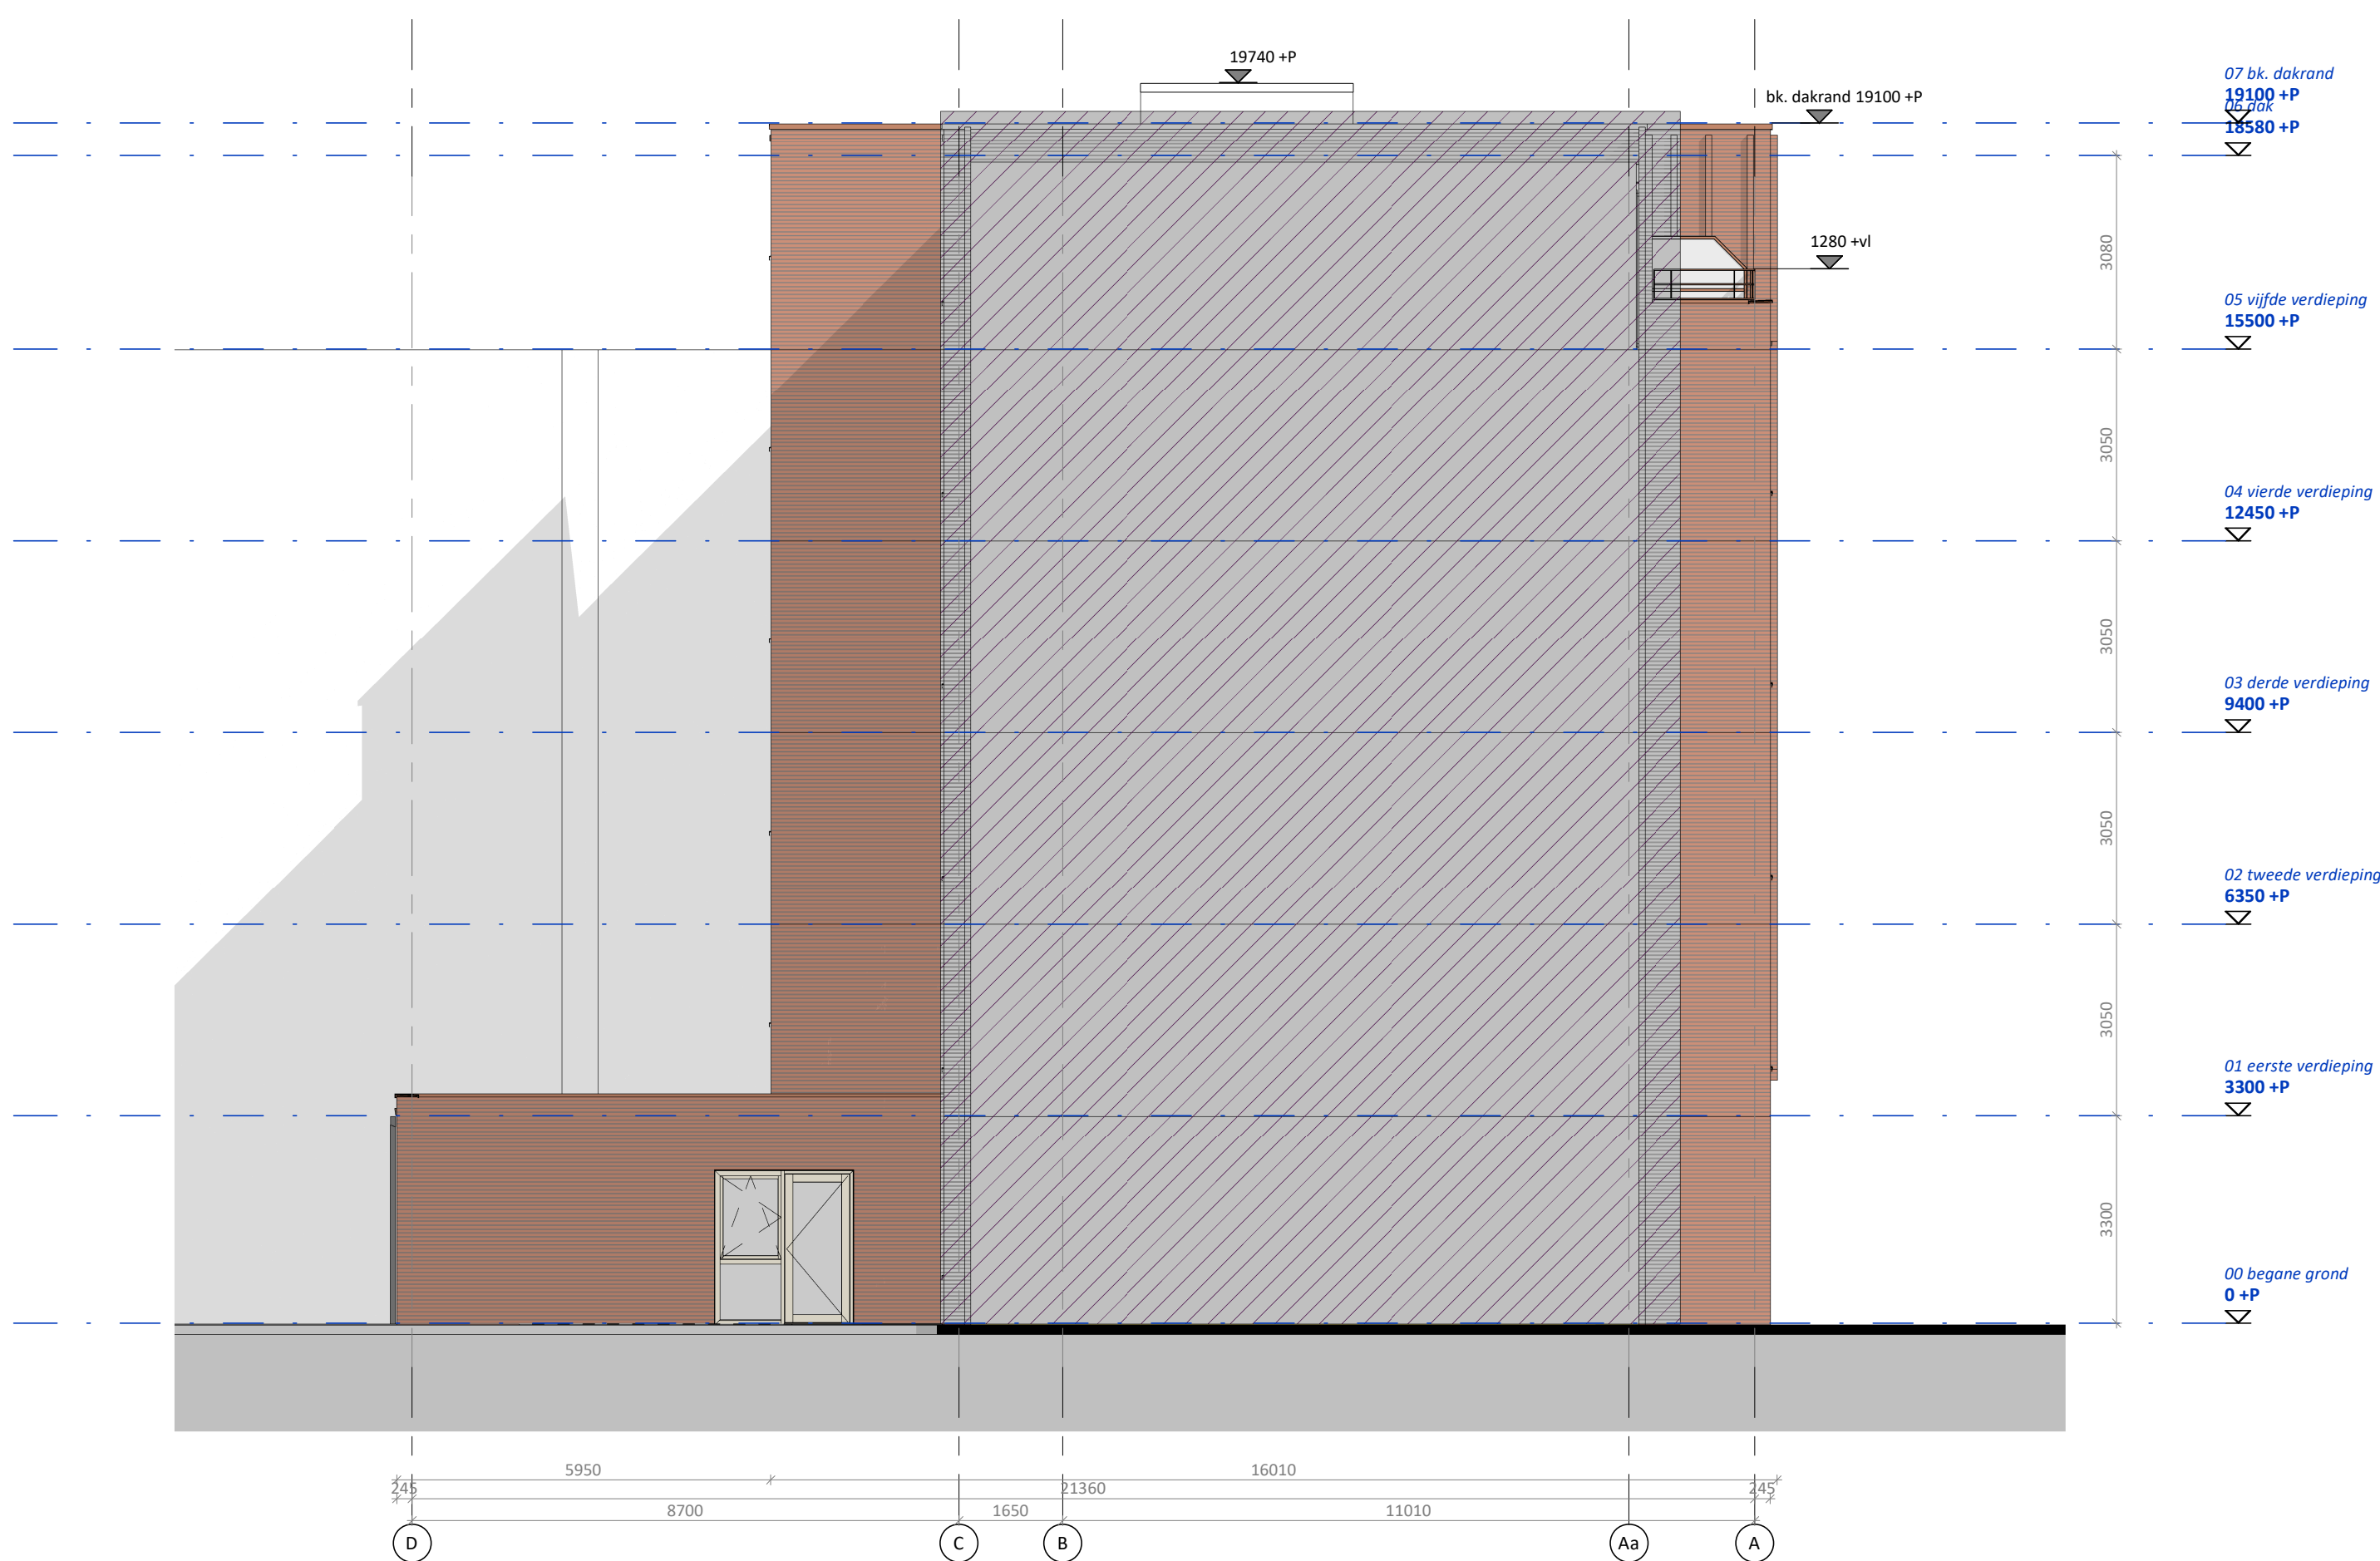 19740 +P
07 bk. dakrand
19100 +P
bk. dakrand 19100 +P
06 dak
18580 +P
1280 +vl
3080
05 vijfde verdieping
15500 +P
3050
04 vierde verdieping
12450 +P
3050
03 derde verdieping
9400 +P
3050
02 tweede verdieping
6350 +P
3050
01 eerste verdieping
3300 +P
3300
00 begane grond
0 +P
5950
16010
245
21360
245
8700
1650
11010
D
C
B
Aa
A